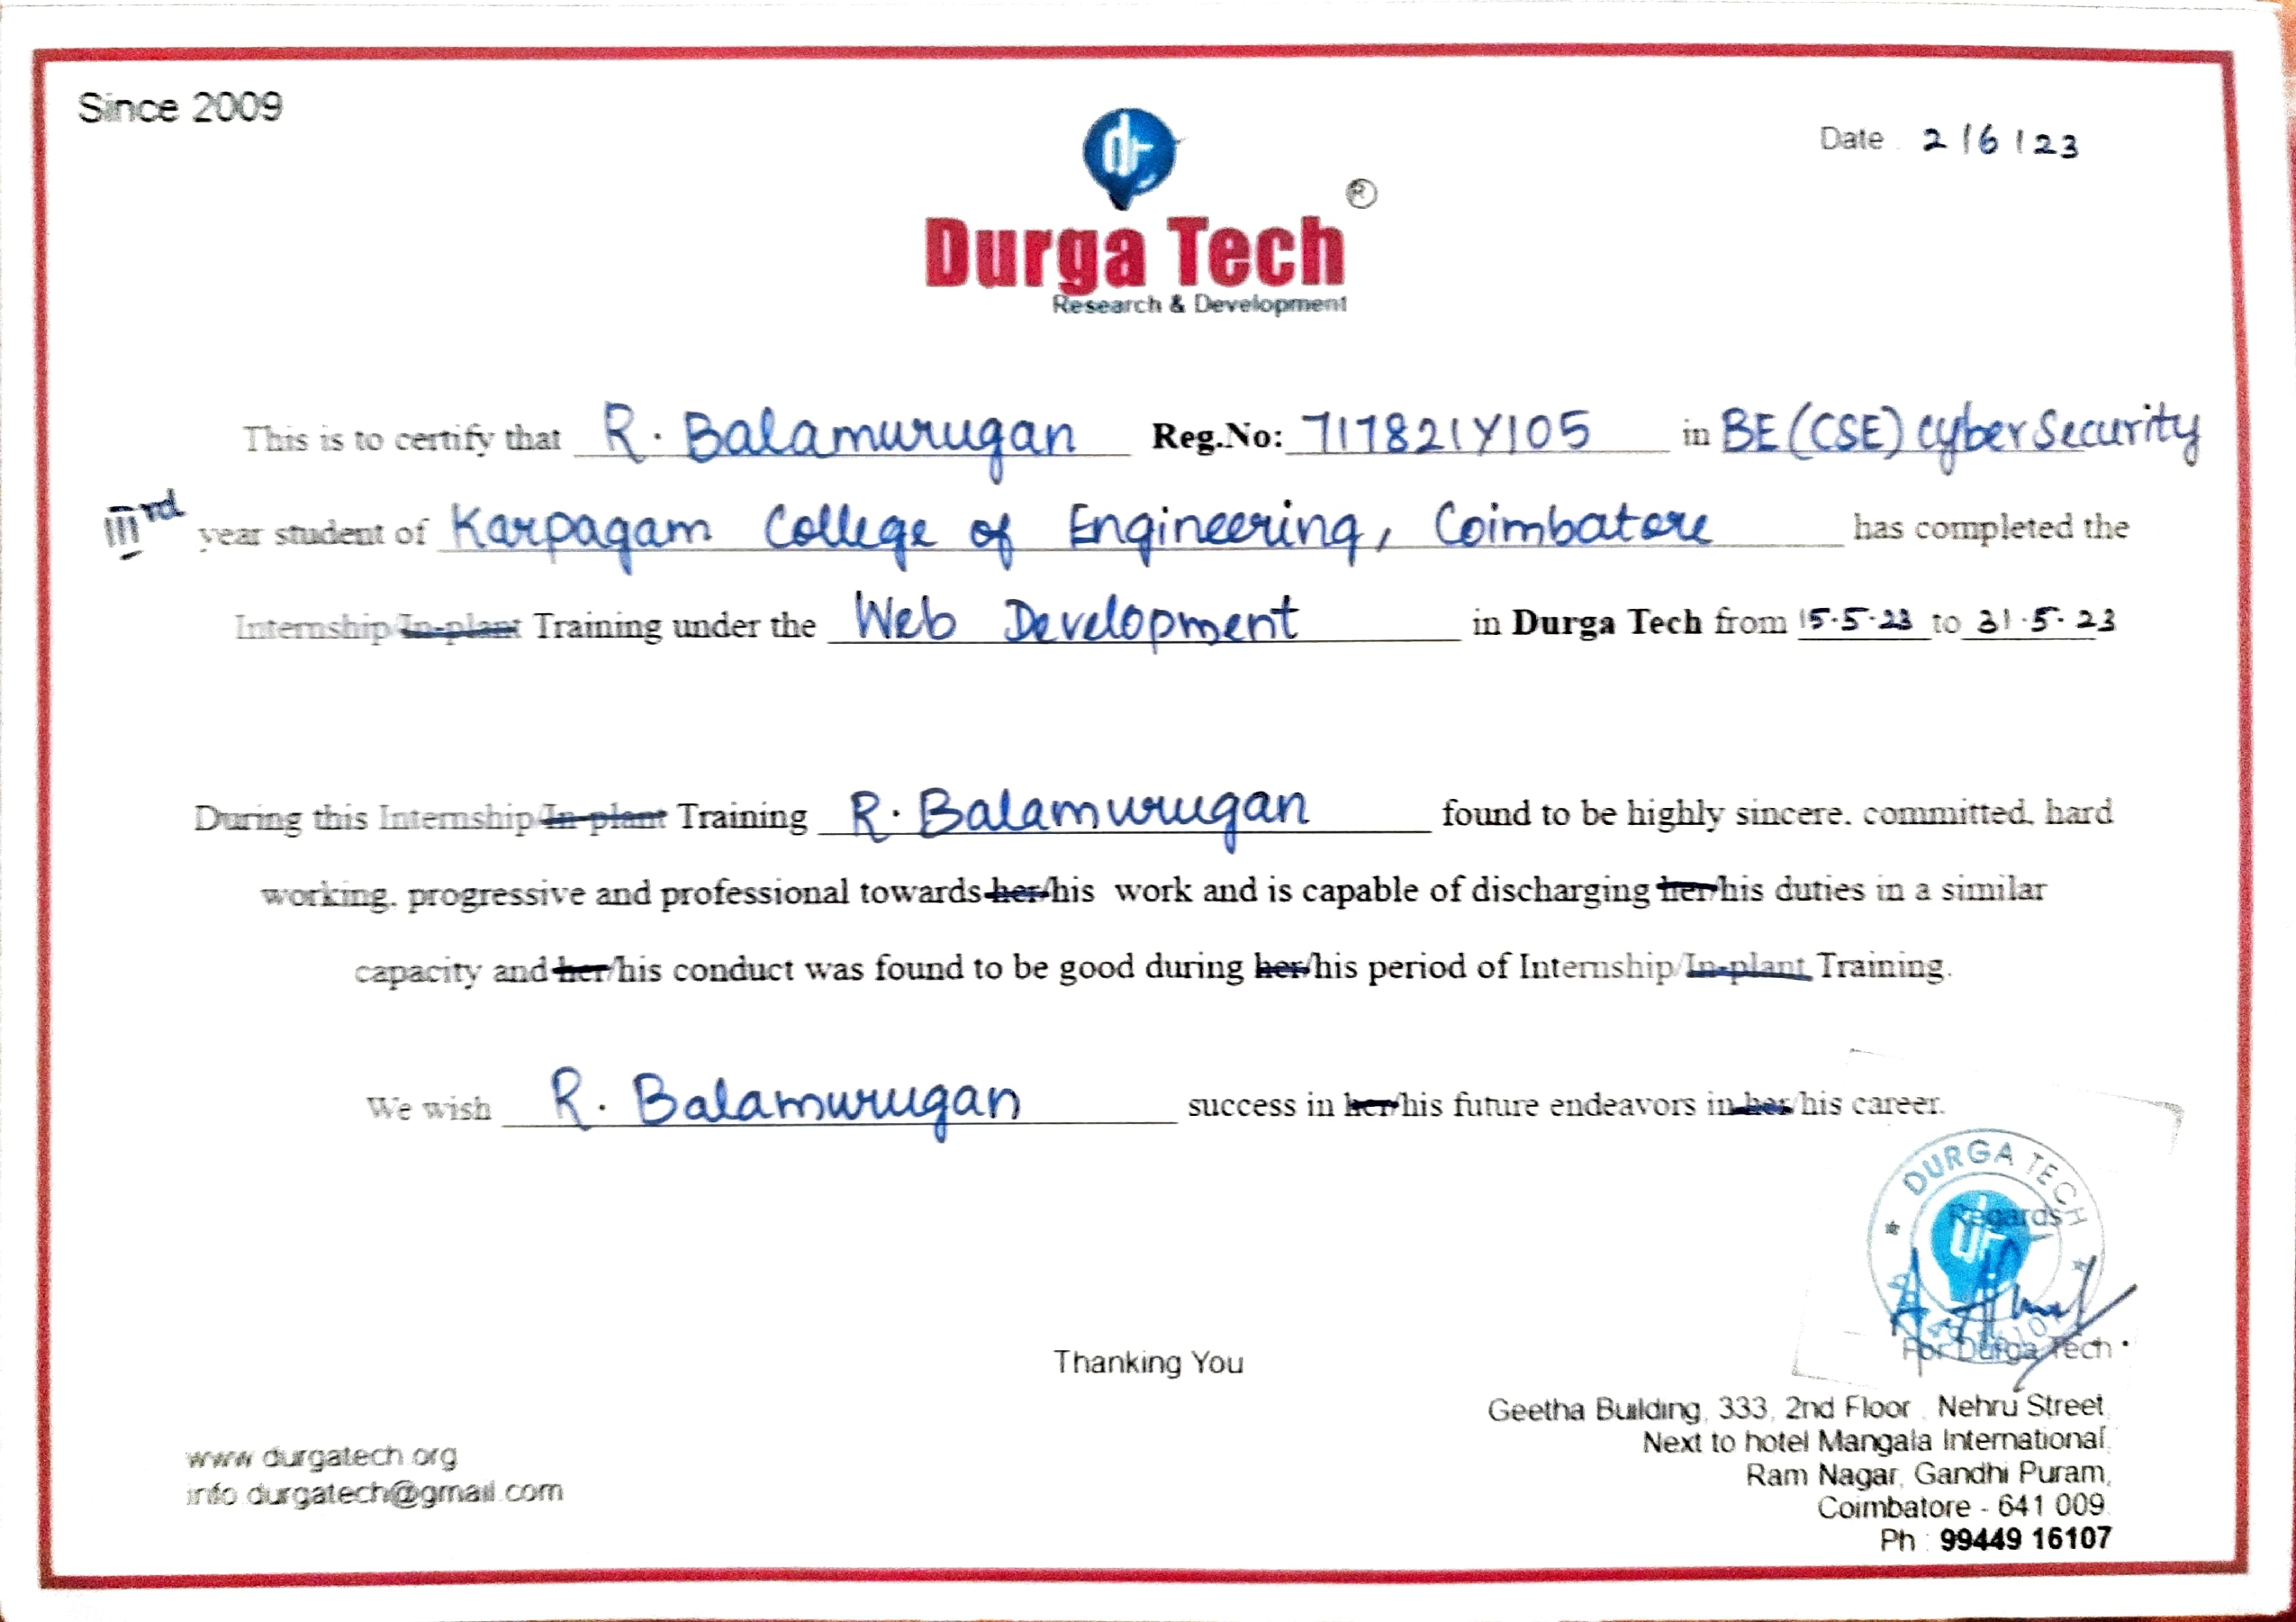 Since 2009
Date 2/6/23
dt
®
Durga Tech
Research & Development
This is to certify that R. Balamurugan Reg.No: 717821Y105 in BE (CSE) cyber Security
IIIrd year student of Karpagam College of Engineering, Coimbatore has completed the
Internship/In-plant Training under the Web Development in Durga Tech from 15.5.23 to 31.5.23
During this Internship/In-plant Training R. Balamurugan found to be highly sincere, committed, hard
working, progressive and professional towards her/his work and is capable of discharging her/his duties in a similar
capacity and her/his conduct was found to be good during her/his period of Internship/In-plant Training.
We wish R. Balamurugan success in her/his future endeavors in her/his career.
DURGA TECH
Regards
For Durga Tech
Thanking You
Geetha Building, 333, 2nd Floor, Nehru Street,
Next to hotel Mangala International,
Ram Nagar, Gandhi Puram,
Coimbatore - 641 009.
Ph : 99449 16107
www.durgatech.org
info.durgatech@gmail.com